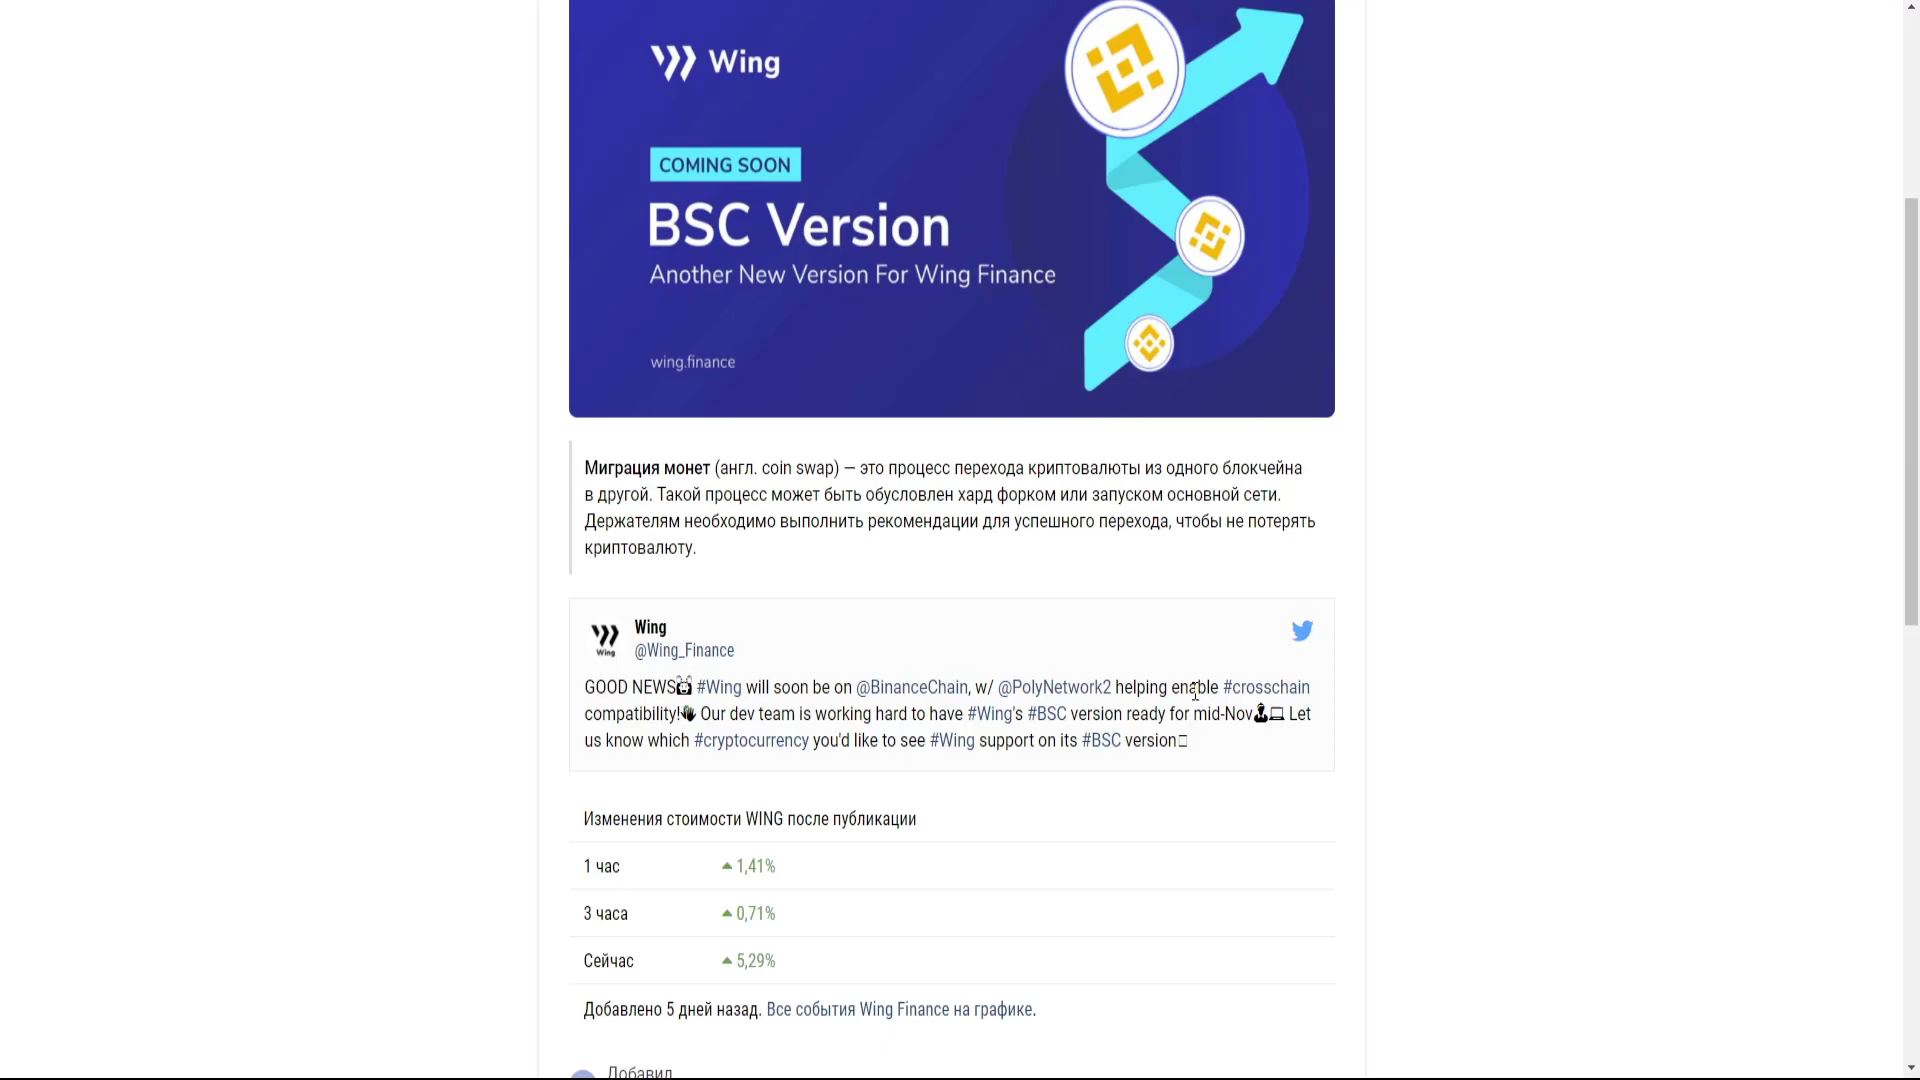 Wing
COMING SOON
BSC Version
Another New Version For Wing Finance
wing.finance
Миграция монет (англ. coin swap) — это процесс перехода криптовалюты из одного блокчейна
в другой. Такой процесс может быть обусловлен хард форком или запуском основной сети.
Держателям необходимо выполнить рекомендации для успешного перехода, чтобы не потерять
криптовалюту.
Wing
Wing
@Wing_Finance
GOOD NEWS #Wing will soon be on @BinanceChain, w/ @PolyNetwork2 helping enable #crosschain
compatibility! Our dev team is working hard to have #Wing's #BSC version ready for mid-Nov Let
us know which #cryptocurrency you'd like to see #Wing support on its #BSC version
Изменения стоимости WING после публикации
1 час 1,41%
3 часа 0,71%
Сейчас 5,29%
Добавлено 5 дней назад. Все события Wing Finance на графике.
Добавил